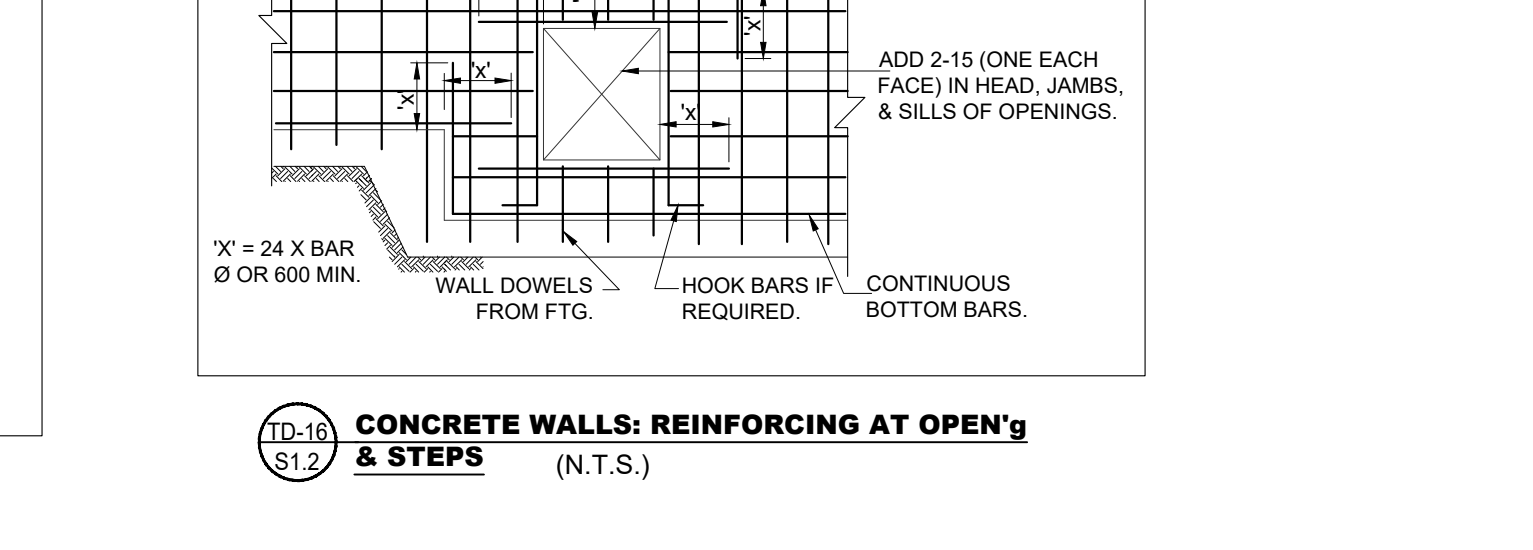 'x'
'x'
'x'
'x'
ADD 2-15 (ONE EACH
FACE) IN HEAD, JAMBS,
& SILLS OF OPENINGS.
'X' = 24 X BAR
Ø OR 600 MIN.
WALL DOWELS
FROM FTG.
HOOK BARS IF
REQUIRED.
CONTINUOUS
BOTTOM BARS.
TD-16
S1.2
CONCRETE WALLS: REINFORCING AT OPEN'g
& STEPS (N.T.S.)